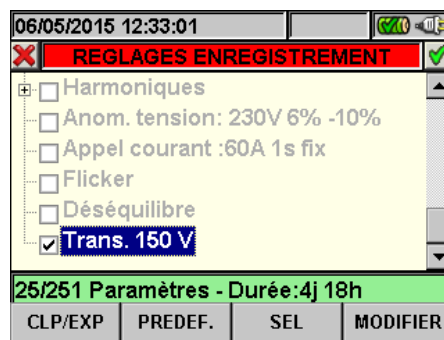 06/05/2015 12:33:01
REGLAGES ENREGISTREMENT
Harmoniques
Anom. tension: 230V 6% -10%
Appel courant :60A 1s fix
Flicker
Déséquilibre
Trans. 150 V
25/251 Paramètres - Durée:4j 18h
CLP/EXP PREDEF. SEL MODIFIER